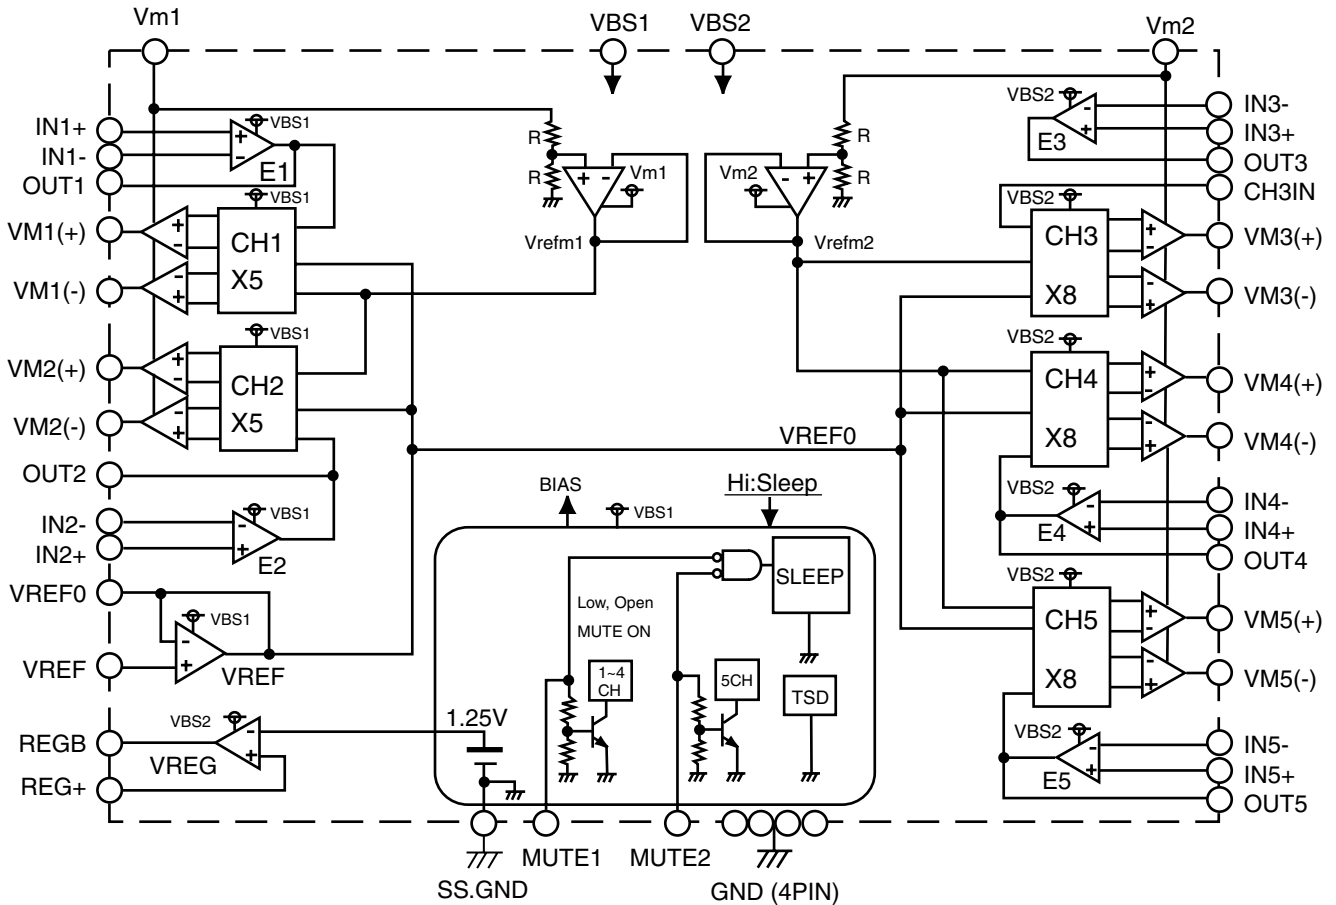 Vm1
VBS1
VBS2
Vm2
IN1+
IN1-
OUT1
VM1(+)
VM1(-)
VM2(+)
VM2(-)
OUT2
IN2-
IN2+
VREF0
VREF
REGB
REG+
VBS1
+
-
E1
VBS1
CH1
X5
+
-
-
+
VBS1
CH2
X5
+
-
-
+
VBS1
-
+
E2
VBS1
-
+
VREF
VBS2
-
+
VREG
R
R
+ -
Vm1
Vrefm1
Vm2
- +
R
R
Vrefm2
VREF0
BIAS
VBS1
Hi:Sleep
SLEEP
Low, Open
MUTE ON
1~4
CH
5CH
TSD
1.25V
VBS2
-
+
E3
VBS2
CH3
X8
+
-
-
+
VBS2
CH4
X8
+
-
-
+
VBS2
-
+
E4
VBS2
CH5
X8
+
-
-
+
VBS2
-
+
E5
IN3-
IN3+
OUT3
CH3IN
VM3(+)
VM3(-)
VM4(+)
VM4(-)
IN4-
IN4+
OUT4
VM5(+)
VM5(-)
IN5-
IN5+
OUT5
SS.GND
MUTE1
MUTE2
GND (4PIN)